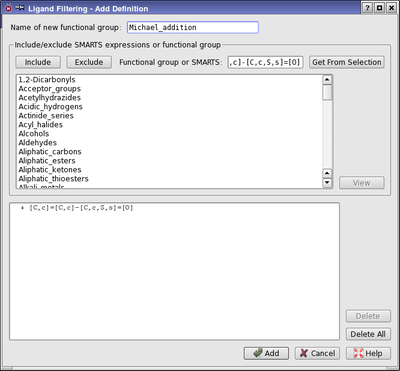 Ligand Filtering - Add Definition
Name of new functional group: Michael_addition
Include/exclude SMARTS expressions or functional group
Include Exclude Functional group or SMARTS: ,c]-[C,c,S,s]=[O] Get From Selection
1,2-Dicarbonyls
Acceptor_groups
Acetylhydrazides
Acidic_hydrogens
Actinide_series
Acyl_halides
Alcohols
Aldehydes
Aliphatic_carbons
Aliphatic_esters
Aliphatic_ketones
Aliphatic_thioesters
Alkali_metals
View
+ [C,c]=[C,c]-[C,c,S,s]=[O]
Delete
Delete All
Add Cancel Help